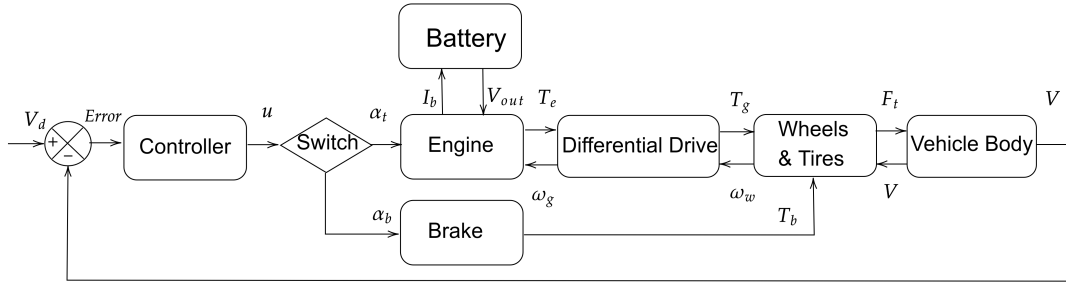 Battery
V_d
Error
u
α_t
I_b
V_out
T_e
T_g
F_t
V
+
−
Controller
Switch
Engine
Differential Drive
Wheels
& Tires
Vehicle Body
ω_g
ω_w
V
α_b
Brake
T_b